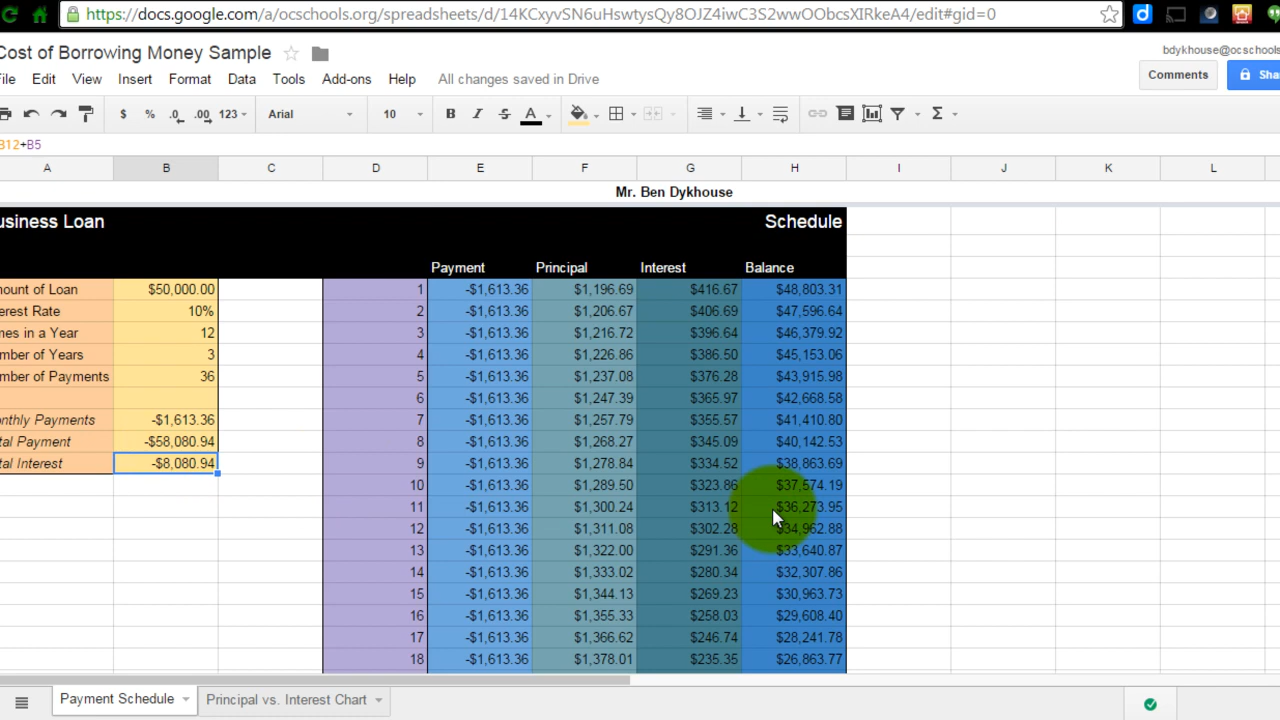 https://docs.google.com/a/ocschools.org/spreadsheets/d/14KCxyvSN6uHswtysQy8OJZ4iwC3S2wwOObcsXIRkeA4/edit#gid=0
Cost of Borrowing Money Sample
bdykhouse@ocschools
ile Edit View Insert Format Data Tools Add-ons Help All changes saved in Drive
Comments Sha
$ % .0 .00 123 Arial 10 B I S A Σ
B12+B5
A B C D E F G H I J K L
Mr. Ben Dykhouse
usiness Loan Schedule
Payment Principal Interest Balance
mount of Loan $50,000.00 1 -$1,613.36 $1,196.69 $416.67 $48,803.31
terest Rate 10% 2 -$1,613.36 $1,206.67 $406.69 $47,596.64
mes in a Year 12 3 -$1,613.36 $1,216.72 $396.64 $46,379.92
umber of Years 3 4 -$1,613.36 $1,226.86 $386.50 $45,153.06
umber of Payments 36 5 -$1,613.36 $1,237.08 $376.28 $43,915.98
6 -$1,613.36 $1,247.39 $365.97 $42,668.58
onthly Payments -$1,613.36 7 -$1,613.36 $1,257.79 $355.57 $41,410.80
tal Payment -$58,080.94 8 -$1,613.36 $1,268.27 $345.09 $40,142.53
tal Interest -$8,080.94 9 -$1,613.36 $1,278.84 $334.52 $38,863.69
10 -$1,613.36 $1,289.50 $323.86 $37,574.19
11 -$1,613.36 $1,300.24 $313.12 $36,273.95
12 -$1,613.36 $1,311.08 $302.28 $34,962.88
13 -$1,613.36 $1,322.00 $291.36 $33,640.87
14 -$1,613.36 $1,333.02 $280.34 $32,307.86
15 -$1,613.36 $1,344.13 $269.23 $30,963.73
16 -$1,613.36 $1,355.33 $258.03 $29,608.40
17 -$1,613.36 $1,366.62 $246.74 $28,241.78
18 -$1,613.36 $1,378.01 $235.35 $26,863.77
Payment Schedule Principal vs. Interest Chart